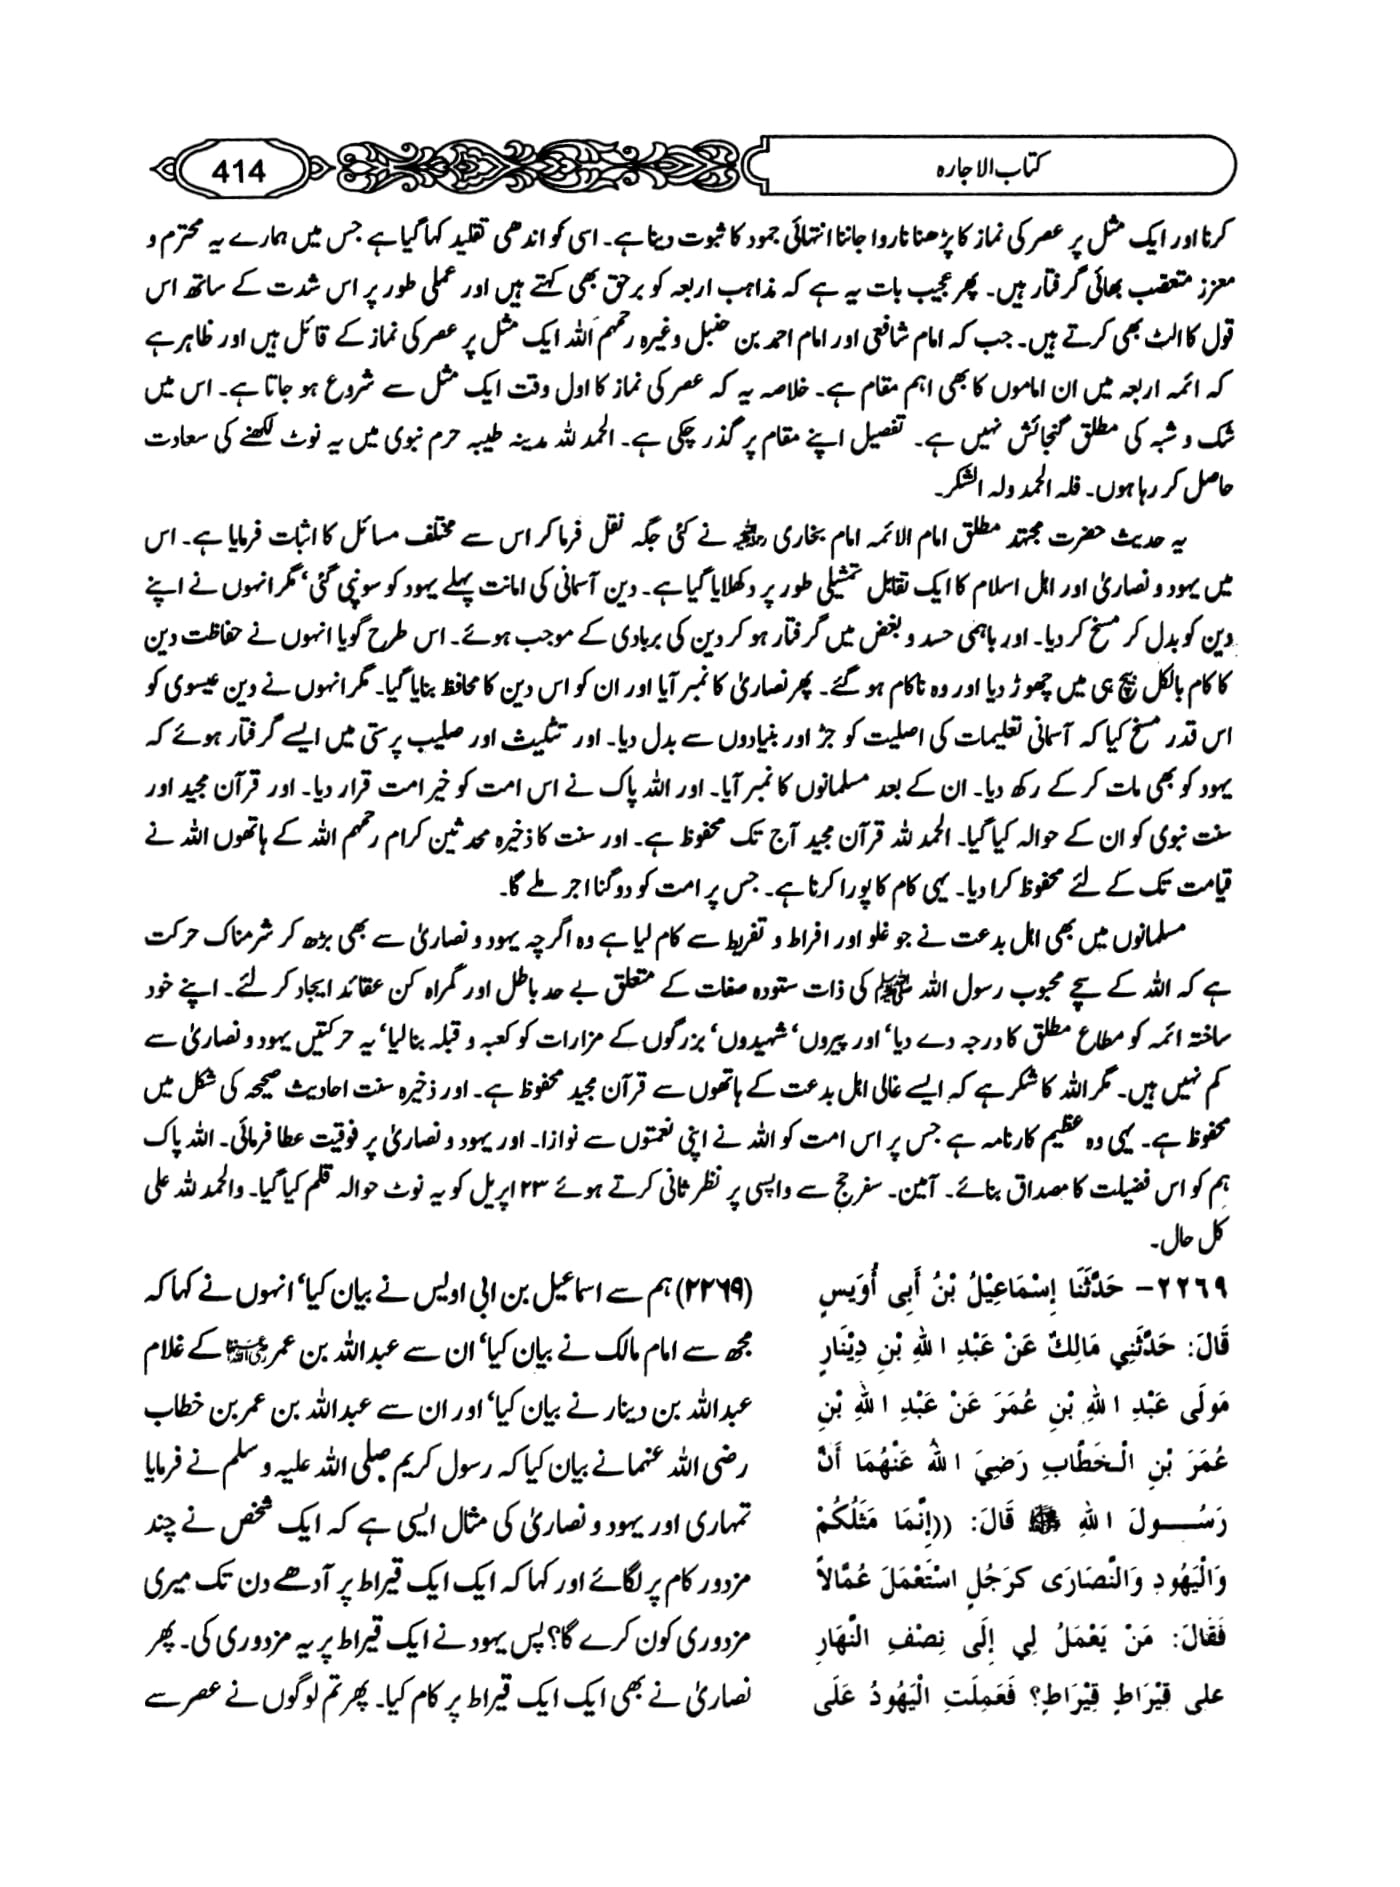 کتاب الاجارہ
414
کرنا اور ایک مثل پر عصر کی نماز کا پڑھنا ناروا جاننا انتہائی جمود کا ثبوت دینا ہے۔ اسی کو اندھی تقلید کہا گیا ہے جس میں ہمارے یہ محترم و
معزز متعصب بھائی گرفتار ہیں۔ پھر عجیب بات یہ ہے کہ مذاہب اربعہ کو برحق بھی کہتے ہیں اور عملی طور پر اس شدت کے ساتھ اس
قول کا الٹ بھی کرتے ہیں۔ جب کہ امام شافعی اور امام احمد بن حنبل وغیرہ رحمہم اللہ ایک مثل پر عصر کی نماز کے قائل ہیں اور ظاہر ہے
کہ ائمہ اربعہ میں ان اماموں کا بھی اہم مقام ہے۔ خلاصہ یہ کہ عصر کی نماز کا اول وقت ایک مثل سے شروع ہو جاتا ہے۔ اس میں
شک و شبہ کی مطلق گنجائش نہیں ہے۔ تفصیل اپنے مقام پر گذر چکی ہے۔ الحمد للہ مدینہ طیبہ حرم نبوی میں یہ نوٹ لکھنے کی سعادت
حاصل کر رہا ہوں۔ فلہ الحمد ولہ الشکر۔
یہ حدیث حضرت مجتہد مطلق امام الائمہ امام بخاری رحمۃ اللہ علیہ نے کئی جگہ نقل فرما کر اس سے مختلف مسائل کا اثبات فرمایا ہے۔ اس
میں یہود و نصاریٰ اور اہل اسلام کا ایک تقابل تمثیلی طور پر دکھلایا گیا ہے۔ دین آسمانی کی امانت پہلے یہود کو سونپی گئی‘ مگر انہوں نے اپنے
دین کو بدل کر مسخ کر دیا۔ اور باہمی حسد و بغض میں گرفتار ہو کر دین کی بربادی کے موجب ہوئے۔ اس طرح گویا انہوں نے حفاظت دین
کا کام بالکل بیچ ہی میں چھوڑ دیا اور وہ ناکام ہو گئے۔ پھر نصاریٰ کا نمبر آیا اور ان کو اس دین کا محافظ بنایا گیا۔ مگر انہوں نے دین عیسوی کو
اس قدر مسخ کیا کہ آسمانی تعلیمات کی اصلیت کو جڑ اور بنیادوں سے بدل دیا۔ اور تثلیث اور صلیب پرستی میں ایسے گرفتار ہوئے کہ
یہود کو بھی مات کر کے رکھ دیا۔ ان کے بعد مسلمانوں کا نمبر آیا۔ اور اللہ پاک نے اس امت کو خیر امت قرار دیا۔ اور قرآن مجید اور
سنت نبوی کو ان کے حوالہ کیا گیا۔ الحمد للہ قرآن مجید آج تک محفوظ ہے۔ اور سنت کا ذخیرہ محدثین کرام رحمہم اللہ کے ہاتھوں اللہ نے
قیامت تک کے لئے محفوظ کرا دیا۔ یہی کام کا پورا کرنا ہے۔ جس پر امت کو دوگنا اجر ملے گا۔
مسلمانوں میں بھی اہل بدعت نے جو غلو اور افراط و تفریط سے کام لیا ہے وہ اگرچہ یہود و نصاریٰ سے بھی بڑھ کر شرمناک حرکت
ہے کہ اللہ کے سچے محبوب رسول اللہ ﷺ کی ذات ستودہ صفات کے متعلق بے حد باطل اور گمراہ کن عقائد ایجاد کر لئے۔ اپنے خود
ساختہ ائمہ کو مطاع مطلق کا درجہ دے دیا‘ اور پیروں‘ شہیدوں‘ بزرگوں کے مزارات کو کعبہ و قبلہ بنا لیا‘ یہ حرکتیں یہود و نصاریٰ سے
کم نہیں ہیں۔ مگر اللہ کا شکر ہے کہ ایسے غالی اہل بدعت کے ہاتھوں سے قرآن مجید محفوظ ہے۔ اور ذخیرہ سنت احادیث صحیحہ کی شکل میں
محفوظ ہے۔ یہی وہ عظیم کارنامہ ہے جس پر اس امت کو اللہ نے اپنی نعمتوں سے نوازا۔ اور یہود و نصاریٰ پر فوقیت عطا فرمائی۔ اللہ پاک
ہم کو اس فضیلت کا مصداق بنائے۔ آمین۔ سفر حج سے واپسی پر نظر ثانی کرتے ہوئے ۲۳ اپریل کو یہ نوٹ حوالہ قلم کیا گیا۔ والحمد للہ علی
کل حال۔
٢٢٦٩- حَدَّثَنَا إِسْمَاعِيْلُ بْنُ أَبِي أُوَيسٍ
قَالَ: حَدَّثَنِي مَالِكٌ عَنْ عَبْدِ اللهِ بْنِ دِيْنَارٍ
مَولَى عَبْدِ اللهِ بْنِ عُمَرَ عَنْ عَبْدِ اللهِ بْنِ
عُمَرَ بْنِ الْخَطَّابِ رَضِيَ اللهُ عَنْهُمَا أَنَّ
رَسُــولَ اللهِ ﷺ قَالَ: ((إِنَّمَا مَثَلُكُمْ
وَالْيَهُودِ وَالنَّصَارَى كَرَجُلٍ اسْتَعْمَلَ عُمَّالاً
فَقَالَ: مَنْ يَعْمَلُ لِي إِلَى نِصْفِ النَّهَارِ
عَلى قِيْرَاطٍ قِيْرَاطٍ؟ فَعَمِلَتِ الْيَهُودُ عَلَى
(۲۲۶۹) ہم سے اسماعیل بن ابی اویس نے بیان کیا‘ انہوں نے کہا کہ
مجھ سے امام مالک نے بیان کیا‘ ان سے عبداللہ بن عمر رضی اللہ عنہما کے غلام
عبداللہ بن دینار نے بیان کیا‘ اور ان سے عبداللہ بن عمر بن خطاب
رضی اللہ عنہما نے بیان کیا کہ رسول کریم صلی اللہ علیہ وسلم نے فرمایا
تمہاری اور یہود و نصاریٰ کی مثال ایسی ہے کہ ایک شخص نے چند
مزدور کام پر لگائے اور کہا کہ ایک ایک قیراط پر آدھے دن تک میری
مزدوری کون کرے گا؟ پس یہود نے ایک قیراط پر یہ مزدوری کی۔ پھر
نصاریٰ نے بھی ایک ایک قیراط پر کام کیا۔ پھر تم لوگوں نے عصر سے